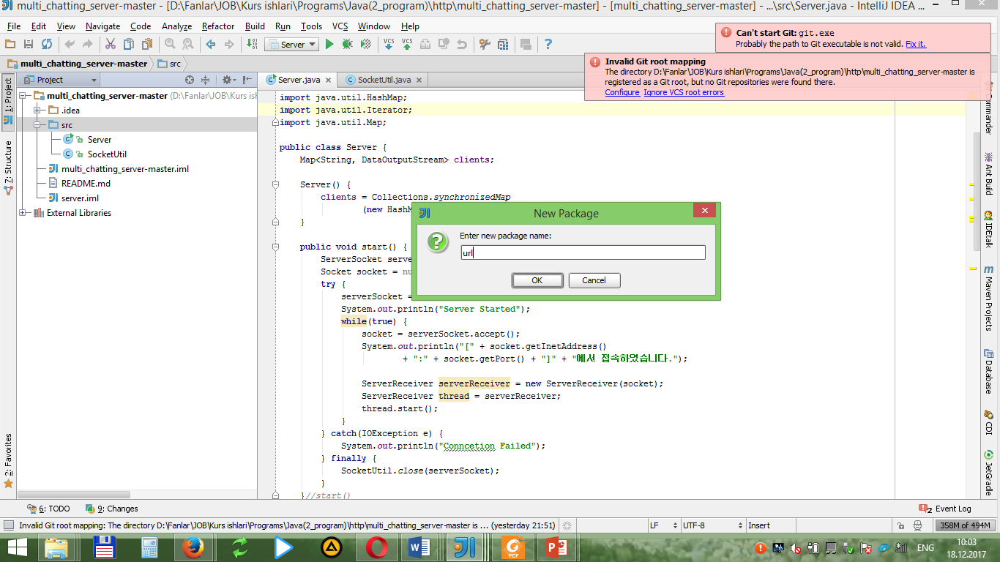 multi_chatting_server-master - [D:\Fanlar\JOB\Kurs ishlari\Programs\Java(2_program)\http\multi_chatting_server-master] - [multi_chatting_server-master] - ...\src\Server.java - IntelliJ IDEA ...
File Edit View Navigate Code Analyze Refactor Build Run Tools VCS Window Help
Server
VCS VCS
Can't start Git: git.exe
Probably the path to Git executable is not valid. Fix it.
Invalid Git root mapping
The directory D:\Fanlar\JOB\Kurs ishlari\Programs\Java(2_program)\http\multi_chatting_server-master is
registered as a Git root, but no Git repositories were found there.
Configure Ignore VCS root errors
multi_chatting_server-master src
Project
Server.java SocketUtil.java
1: Project
7: Structure
2: Favorites
multi_chatting_server-master (D:\Fanlar\JOB\Kurs ish
.idea
src
Server
SocketUtil
multi_chatting_server-master.iml
README.md
server.iml
External Libraries
import java.util.HashMap;
import java.util.Iterator;
import java.util.Map;
public class Server {
Map<String, DataOutputStream> clients;
Server() {
clients = Collections.synchronizedMap
(new HashM
}
public void start() {
ServerSocket serve
Socket socket = nu
try {
serverSocket =
System.out.println("Server Started");
while(true) {
socket = serverSocket.accept();
System.out.println("[" + socket.getInetAddress()
+ ":" + socket.getPort() + "]" + "에서 접속하였습니다.");
ServerReceiver serverReceiver = new ServerReceiver(socket);
ServerReceiver thread = serverReceiver;
thread.start();
}
} catch(IOException e) {
System.out.println("Conncetion Failed");
} finally {
SocketUtil.close(serverSocket);
}
}//start()
New Package
Enter new package name:
url
OK Cancel
Commander
Ant Build
IDEtalk
m Maven Projects
Database
CDI
JetGradle
6: TODO 9: Changes
2 Event Log
Invalid Git root mapping: The directory D:\Fanlar\JOB\Kurs ishlari\Programs\Java(2_program)\http\multi_chatting_server-master is ... (yesterday 21:51)
LF UTF-8 Insert 358M of 494M
PDF
ENG
10:03
18.12.2017